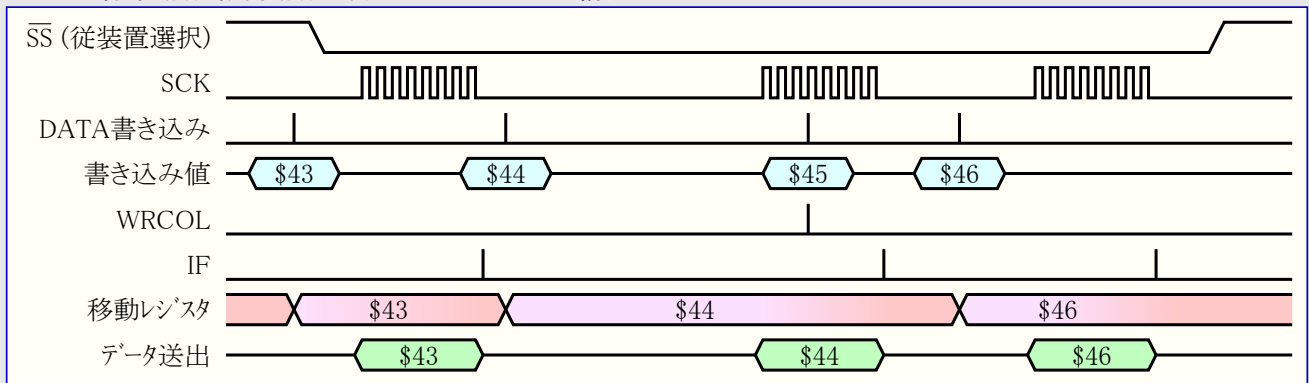 SS (従装置選択)
SCK
DATA書き込み
書き込み値 $43 $44 $45 $46
WRCOL
IF
移動レジスタ $43 $44 $46
データ送出 $43 $44 $46